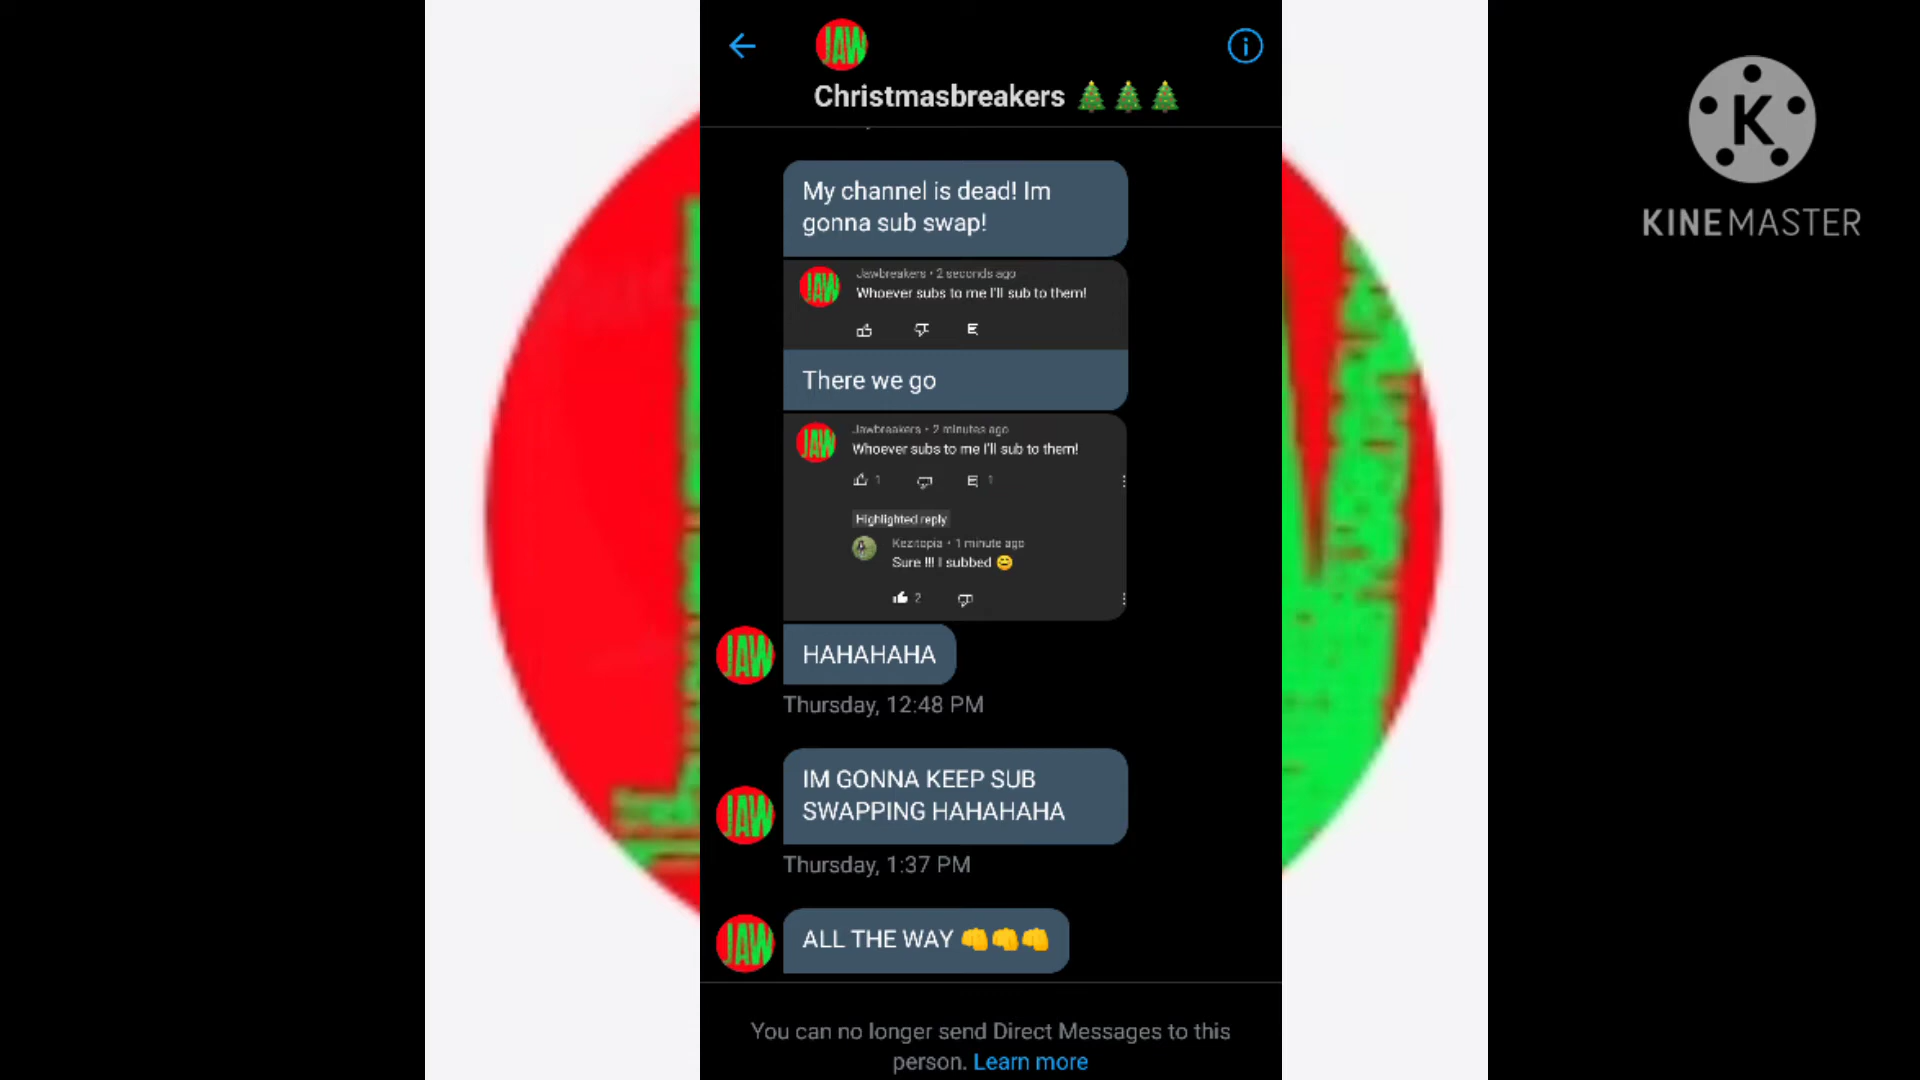 JAW
Christmasbreakers 🎄🎄🎄
My channel is dead! Im
gonna sub swap!
JAW
Jawbreakers • 2 seconds ago
Whoever subs to me I'll sub to them!
There we go
JAW
Jawbreakers • 2 minutes ago
Whoever subs to me I'll sub to them!
1
1
Highlighted reply
Kezitopia • 1 minute ago
Sure !!! I subbed 😊
2
JAW
HAHAHAHA
Thursday, 12:48 PM
JAW
IM GONNA KEEP SUB
SWAPPING HAHAHAHA
Thursday, 1:37 PM
JAW
ALL THE WAY 👊👊👊
You can no longer send Direct Messages to this
person. Learn more
K
KINEMASTER